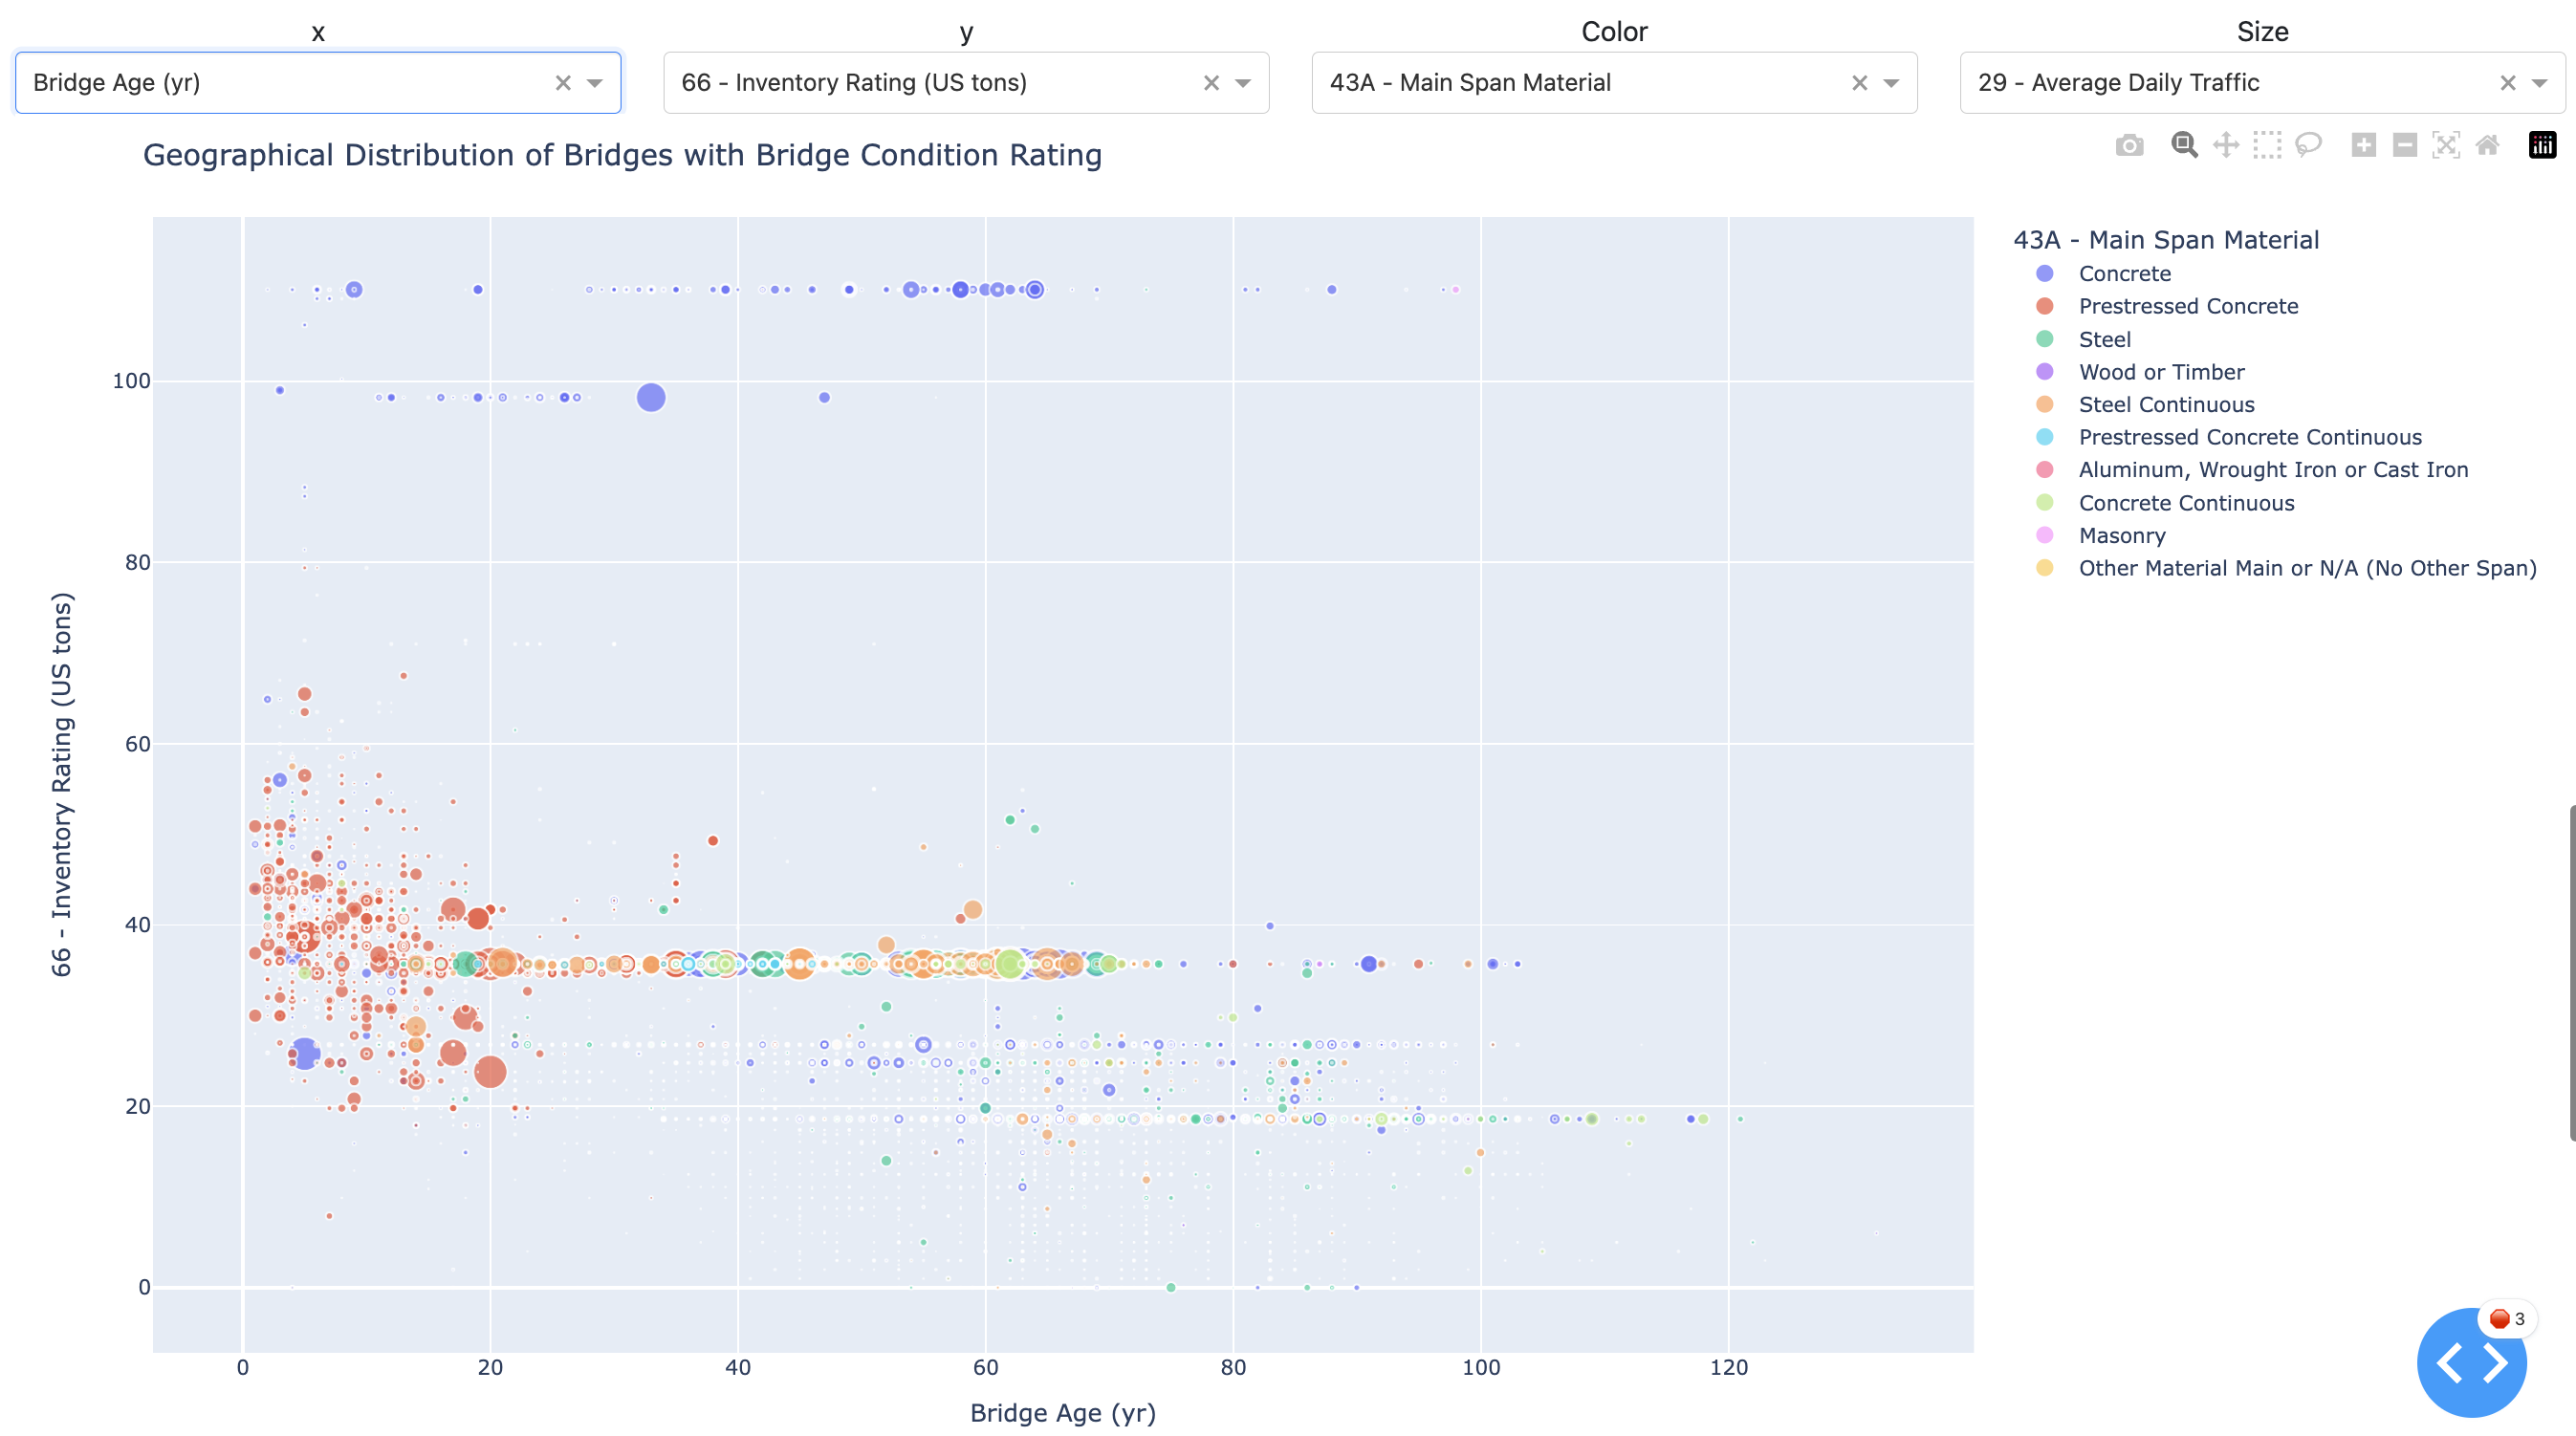 x
y
Color
Size
Bridge Age (yr)
66 - Inventory Rating (US tons)
43A - Main Span Material
29 - Average Daily Traffic
Geographical Distribution of Bridges with Bridge Condition Rating
43A - Main Span Material
Concrete
Prestressed Concrete
Steel
Wood or Timber
Steel Continuous
Prestressed Concrete Continuous
Aluminum, Wrought Iron or Cast Iron
Concrete Continuous
Masonry
Other Material Main or N/A (No Other Span)
66 - Inventory Rating (US tons)
100
80
60
40
20
0
0
20
40
60
80
100
120
Bridge Age (yr)
3